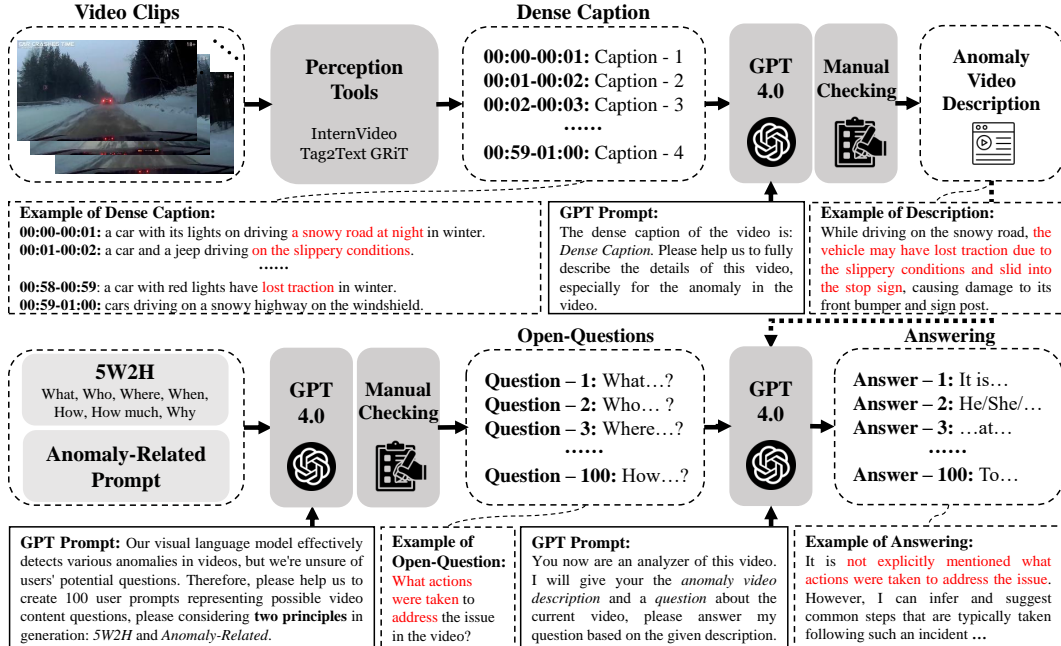 Video Clips
Dense Caption
CAR CRASHES TIME
18+
18+
Perception
Tools
InternVideo
Tag2Text GRiT
00:00-00:01: Caption - 1
00:01-00:02: Caption - 2
00:02-00:03: Caption - 3
......
00:59-01:00: Caption - 4
GPT
4.0
Manual
Checking
Anomaly
Video
Description
Example of Dense Caption:
00:00-00:01: a car with its lights on driving a snowy road at night in winter.
00:01-00:02: a car and a jeep driving on the slippery conditions.
......
00:58-00:59: a car with red lights have lost traction in winter.
00:59-01:00: cars driving on a snowy highway on the windshield.
GPT Prompt:
The dense caption of the video is:
Dense Caption. Please help us to fully
describe the details of this video,
especially for the anomaly in the
video.
Example of Description:
While driving on the snowy road, the
vehicle may have lost traction due to
the slippery conditions and slid into
the stop sign, causing damage to its
front bumper and sign post.
Open-Questions
Answering
5W2H
What, Who, Where, When,
How, How much, Why
Anomaly-Related
Prompt
GPT
4.0
Manual
Checking
Question – 1: What…?
Question – 2: Who… ?
Question – 3: Where…?
......
Question – 100: How…?
GPT
4.0
Answer – 1: It is…
Answer – 2: He/She/…
Answer – 3: …at…
......
Answer – 100: To…
GPT Prompt: Our visual language model effectively
detects various anomalies in videos, but we're unsure of
users' potential questions. Therefore, please help us to
create 100 user prompts representing possible video
content questions, please considering two principles in
generation: 5W2H and Anomaly-Related.
Example of
Open-Question:
What actions
were taken to
address the issue
in the video?
GPT Prompt:
You now are an analyzer of this video.
I will give your the anomaly video
description and a question about the
current video, please answer my
question based on the given description.
Example of Answering:
It is not explicitly mentioned what
actions were taken to address the issue.
However, I can infer and suggest
common steps that are typically taken
following such an incident …